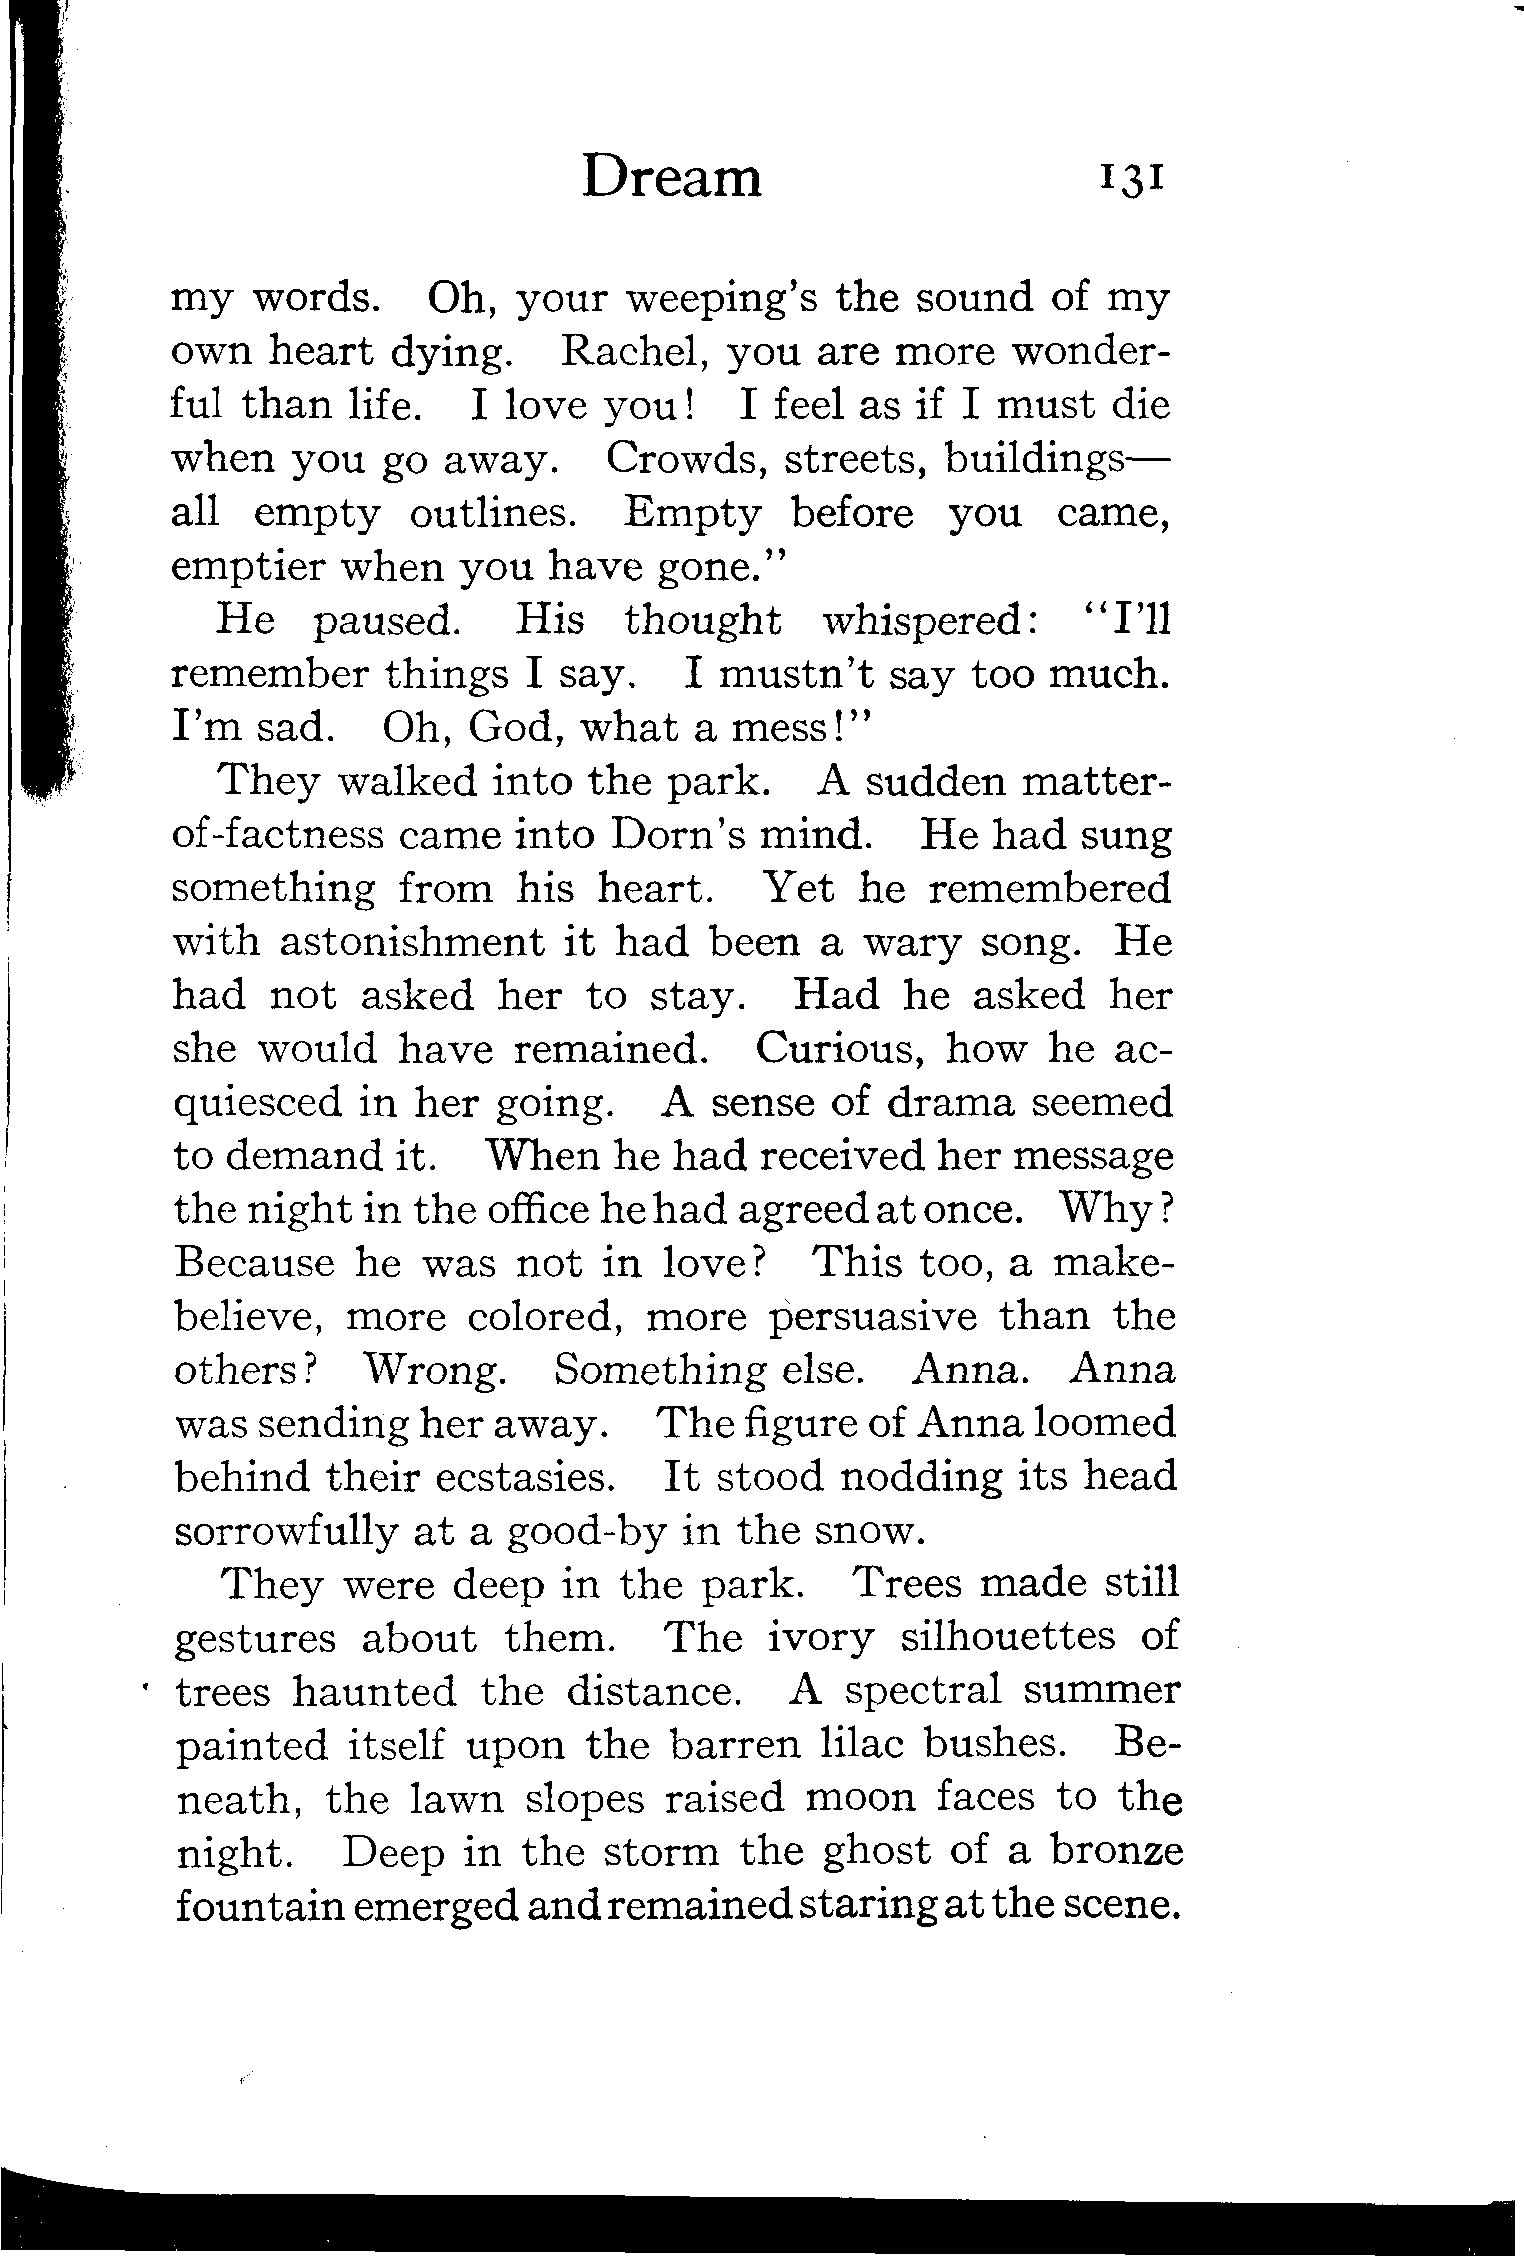 Dream 131
my words. Oh, your weeping's the sound of my
own heart dying. Rachel, you are more wonder-
ful than life. I love you! I feel as if I must die
when you go away. Crowds, streets, buildings—
all empty outlines. Empty before you came,
emptier when you have gone."
He paused. His thought whispered: "I'll
remember things I say. I mustn't say too much.
I'm sad. Oh, God, what a mess!"
They walked into the park. A sudden matter-
of-factness came into Dorn's mind. He had sung
something from his heart. Yet he remembered
with astonishment it had been a wary song. He
had not asked her to stay. Had he asked her
she would have remained. Curious, how he ac-
quiesced in her going. A sense of drama seemed
to demand it. When he had received her message
the night in the office he had agreed at once. Why?
Because he was not in love? This too, a make-
believe, more colored, more persuasive than the
others? Wrong. Something else. Anna. Anna
was sending her away. The figure of Anna loomed
behind their ecstasies. It stood nodding its head
sorrowfully at a good-by in the snow.
They were deep in the park. Trees made still
gestures about them. The ivory silhouettes of
trees haunted the distance. A spectral summer
painted itself upon the barren lilac bushes. Be-
neath, the lawn slopes raised moon faces to the
night. Deep in the storm the ghost of a bronze
fountain emerged and remained staring at the scene.